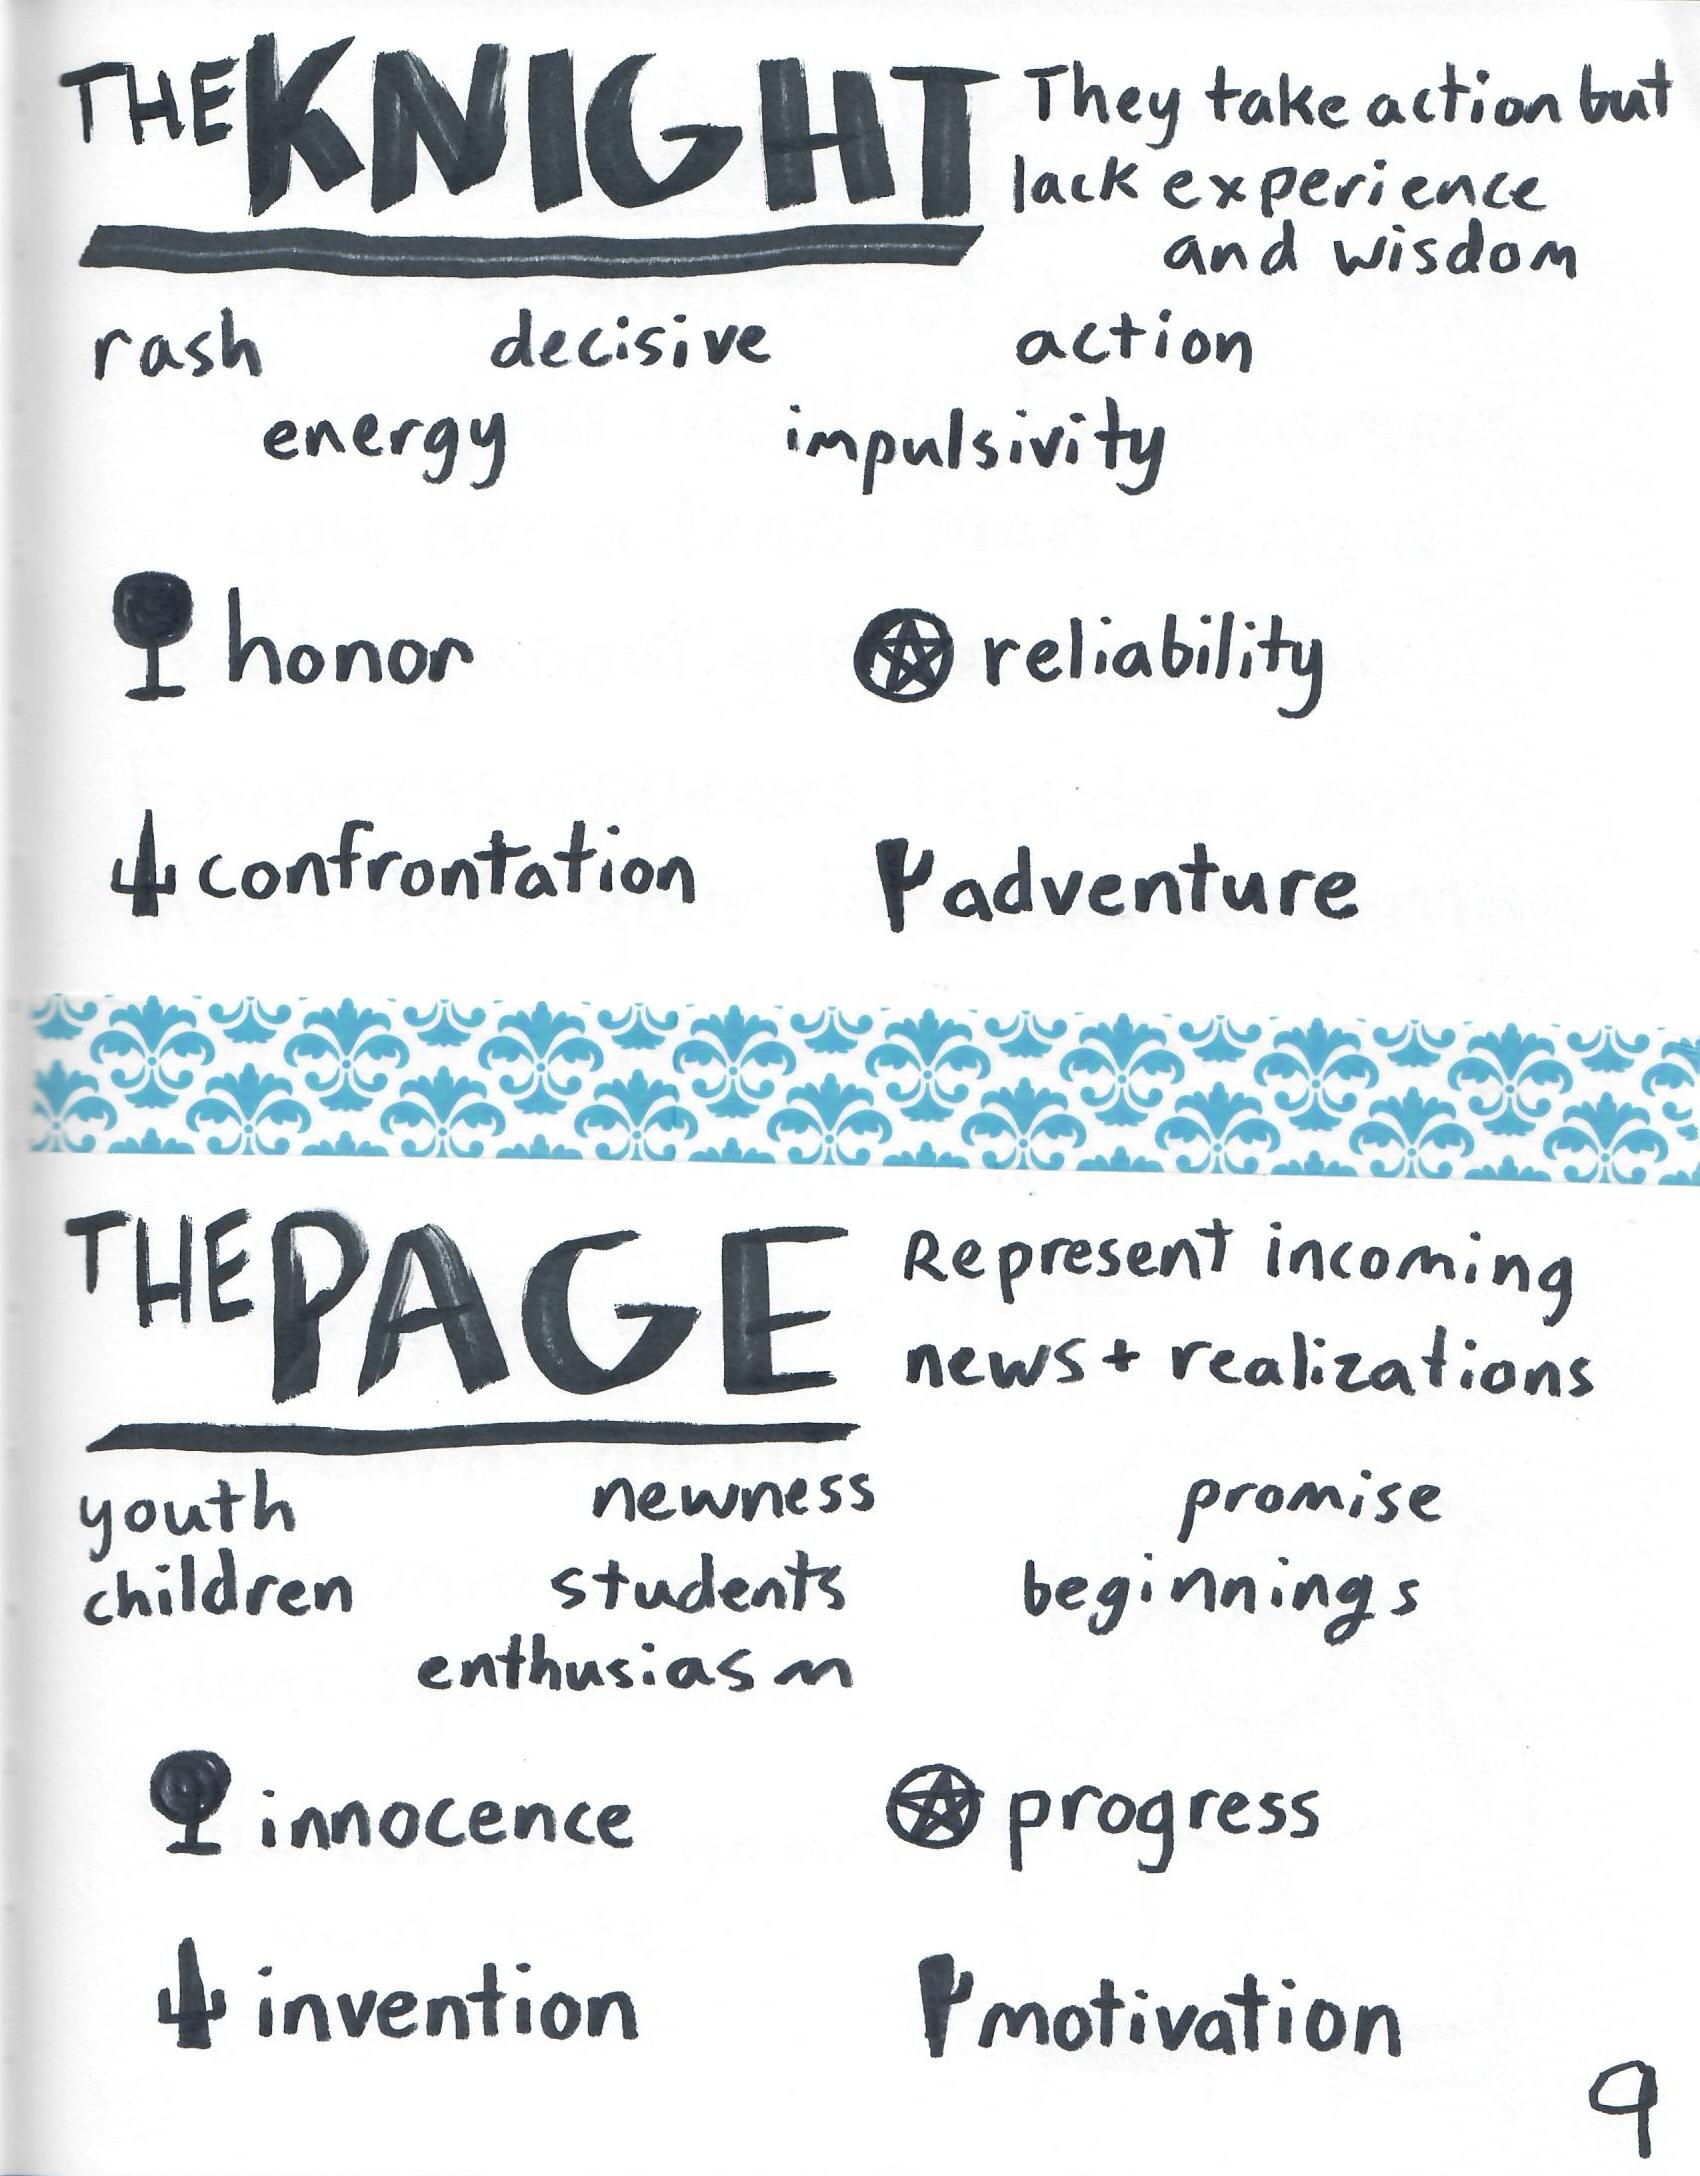 THE KNIGHT
They take action but
lack experience
and wisdom
rash decisive action
energy impulsivity
honor reliability
confrontation adventure
THE PAGE
Represent incoming
news + realizations
youth newness promise
children students beginnings
enthusiasm
innocence progress
invention motivation
9